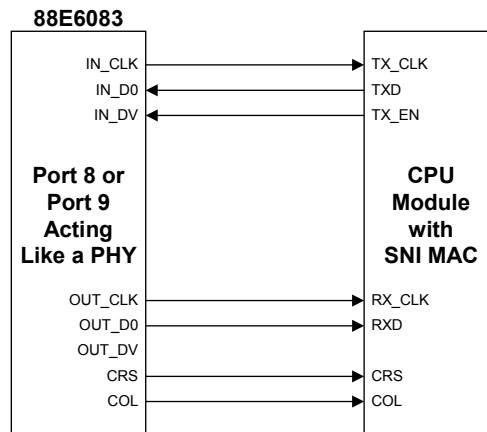 88E6083
IN_CLK TX_CLK
IN_D0 TXD
IN_DV TX_EN
Port 8 or
Port 9
Acting
Like a PHY
CPU
Module
with
SNI MAC
OUT_CLK RX_CLK
OUT_D0 RXD
OUT_DV
CRS CRS
COL COL